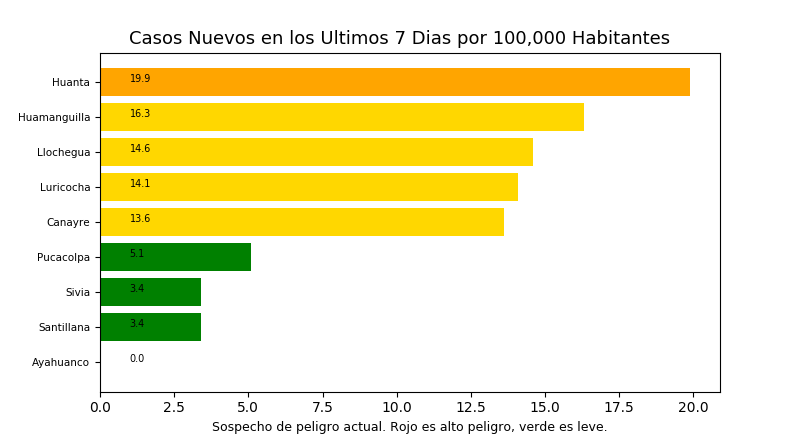 Casos Nuevos en los Ultimos 7 Dias por 100,000 Habitantes
Huanta 19.9
Huamanguilla 16.3
Llochegua 14.6
Luricocha 14.1
Canayre 13.6
Pucacolpa 5.1
Sivia 3.4
Santillana 3.4
Ayahuanco 0.0
0.0 2.5 5.0 7.5 10.0 12.5 15.0 17.5 20.0
Sospecho de peligro actual. Rojo es alto peligro, verde es leve.